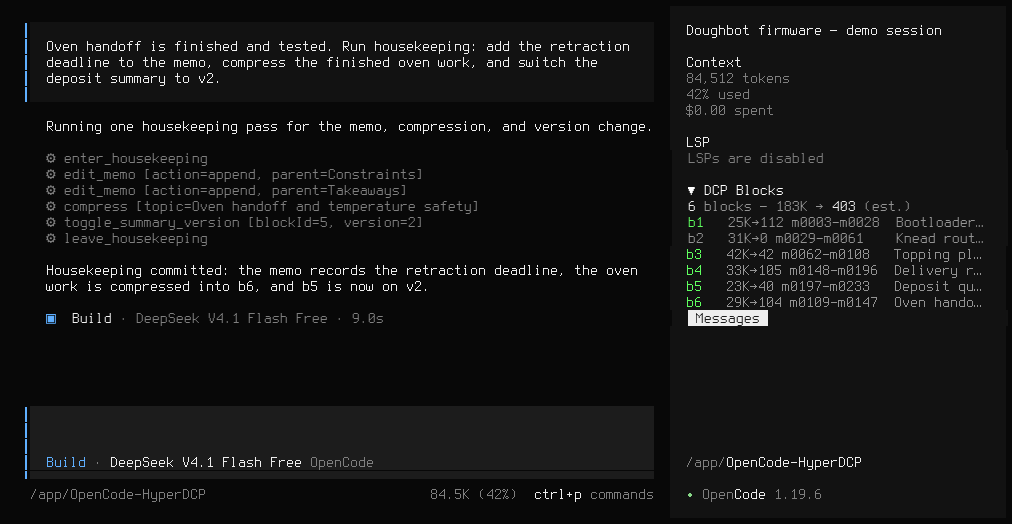 Oven handoff is finished and tested. Run housekeeping: add the retraction
deadline to the memo, compress the finished oven work, and switch the
deposit summary to v2.
Running one housekeeping pass for the memo, compression, and version change.
⚙ enter_housekeeping
⚙ edit_memo [action=append, parent=Constraints]
⚙ edit_memo [action=append, parent=Takeaways]
⚙ compress [topic=Oven handoff and temperature safety]
⚙ toggle_summary_version [blockId=5, version=2]
⚙ leave_housekeeping
Housekeeping committed: the memo records the retraction deadline, the oven
work is compressed into b6, and b5 is now on v2.
▣ Build · DeepSeek V4.1 Flash Free · 9.0s
Build · DeepSeek V4.1 Flash Free OpenCode
/app/OpenCode-HyperDCP 84.5K (42%) ctrl+p commands
Doughbot firmware — demo session
Context
84,512 tokens
42% used
$0.00 spent
LSP
LSPs are disabled
▼ DCP Blocks
6 blocks — 183K → 403 (est.)
b1 25K→112 m0003-m0028 Bootloader…
b2 31K→0 m0029-m0061 Knead rout…
b3 42K→42 m0062-m0108 Topping pl…
b4 33K→105 m0148-m0196 Delivery r…
b5 23K→40 m0197-m0233 Deposit qu…
b6 29K→104 m0109-m0147 Oven hando…
Messages
/app/OpenCode-HyperDCP
• OpenCode 1.19.6